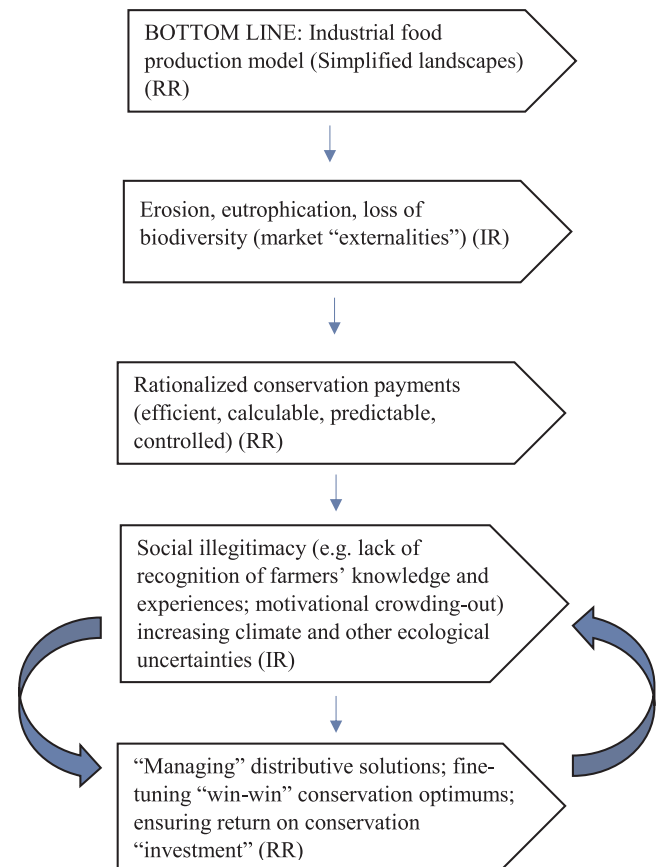 BOTTOM LINE: Industrial food
production model (Simplified landscapes)
(RR)
Erosion, eutrophication, loss of
biodiversity (market “externalities”) (IR)
Rationalized conservation payments
(efficient, calculable, predictable,
controlled) (RR)
Social illegitimacy (e.g. lack of
recognition of farmers’ knowledge and
experiences; motivational crowding-out)
increasing climate and other ecological
uncertainties (IR)
“Managing” distributive solutions; fine-
tuning “win-win” conservation optimums;
ensuring return on conservation
“investment” (RR)